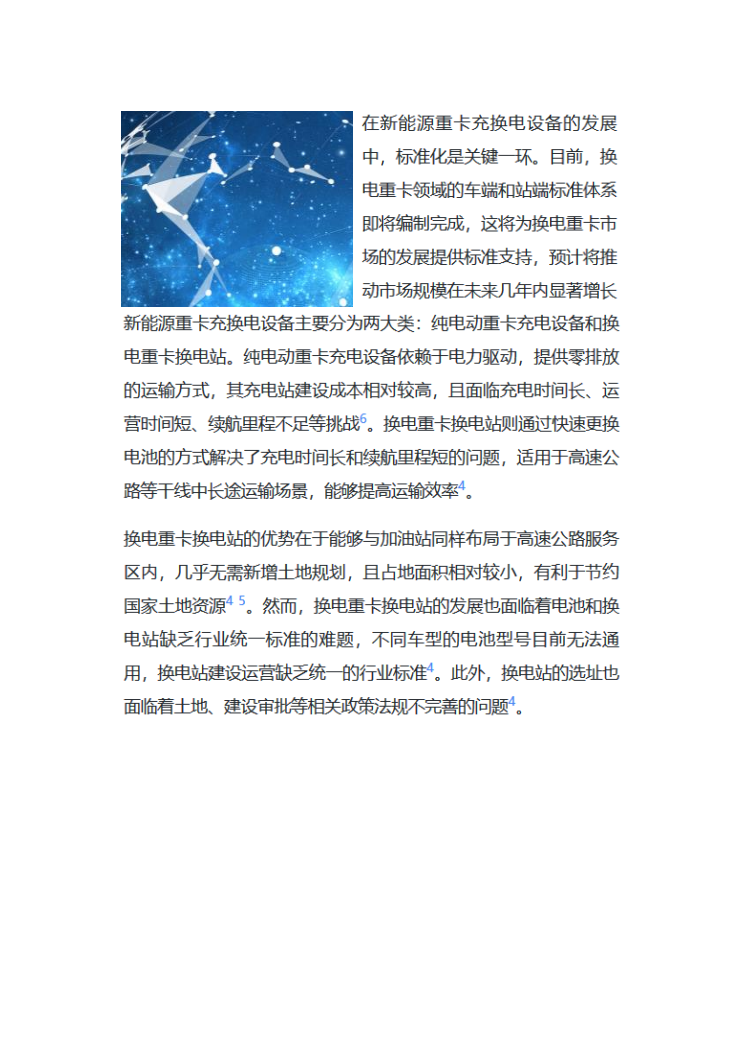 在新能源重卡充换电设备的发展
中，标准化是关键一环。目前，换
电重卡领域的车端和站端标准体系
即将编制完成，这将为换电重卡市
场的发展提供标准支持，预计将推
动市场规模在未来几年内显著增长
新能源重卡充换电设备主要分为两大类：纯电动重卡充电设备和换
电重卡换电站。纯电动重卡充电设备依赖于电力驱动，提供零排放
的运输方式，其充电站建设成本相对较高，且面临充电时间长、运
营时间短、续航里程不足等挑战6。换电重卡换电站则通过快速更换
电池的方式解决了充电时间长和续航里程短的问题，适用于高速公
路等干线中长途运输场景，能够提高运输效率4。
换电重卡换电站的优势在于能够与加油站同样布局于高速公路服务
区内，几乎无需新增土地规划，且占地面积相对较小，有利于节约
国家土地资源4 5。然而，换电重卡换电站的发展也面临着电池和换
电站缺乏行业统一标准的难题，不同车型的电池型号目前无法通
用，换电站建设运营缺乏统一的行业标准4。此外，换电站的选址也
面临着土地、建设审批等相关政策法规不完善的问题4。